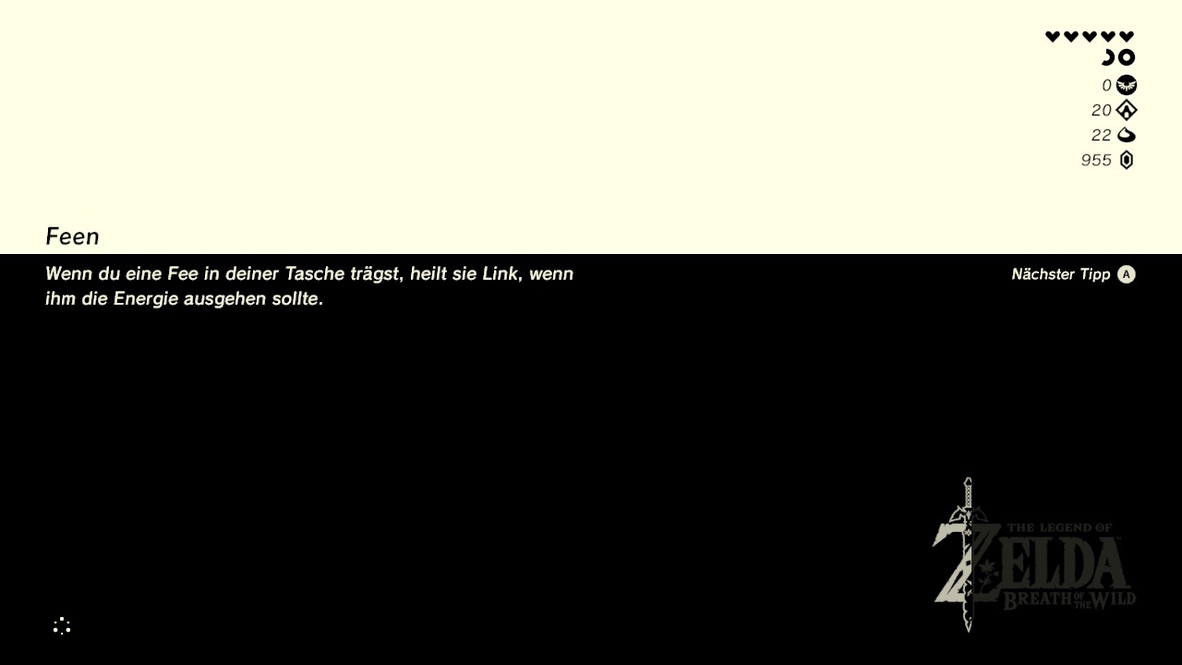 0
20
22
955
Feen
Wenn du eine Fee in deiner Tasche trägst, heilt sie Link, wenn
ihm die Energie ausgehen sollte.
Nächster Tipp A
THE LEGEND OF
ZELDA
BREATH OF THE WILD